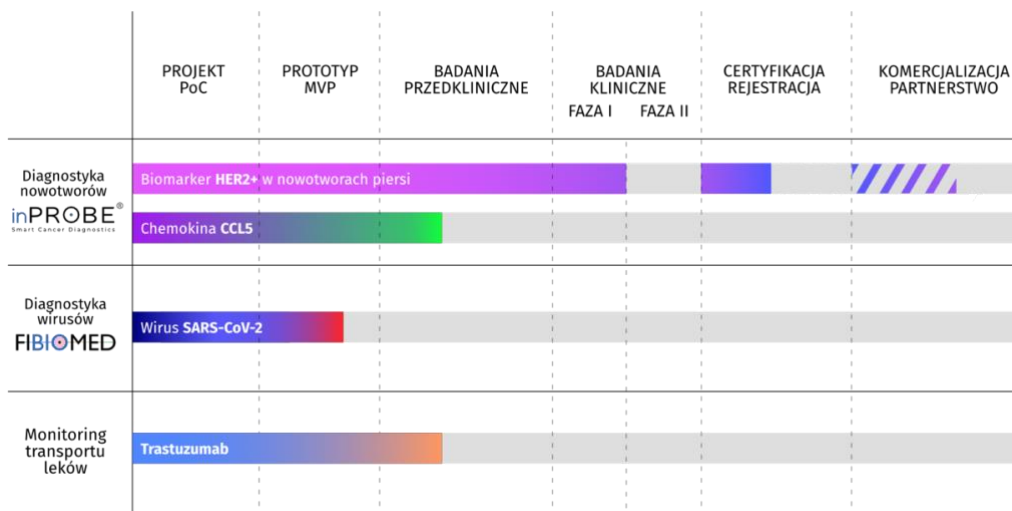 PROJEKT
PoC
PROTOTYP
MVP
BADANIA
PRZEDKLINICZNE
BADANIA
KLINICZNE
FAZA I
FAZA II
CERTYFIKACJA
REJESTRACJA
KOMERCJALIZACJA
PARTNERSTWO
Diagnostyka
nowotworów
inPROBE®
Smart Cancer Diagnostics
Biomarker HER2+ w nowotworach piersi
Chemokina CCL5
Diagnostyka
wirusów
FIBIOMED
Wirus SARS-CoV-2
Monitoring
transportu
leków
Trastuzumab